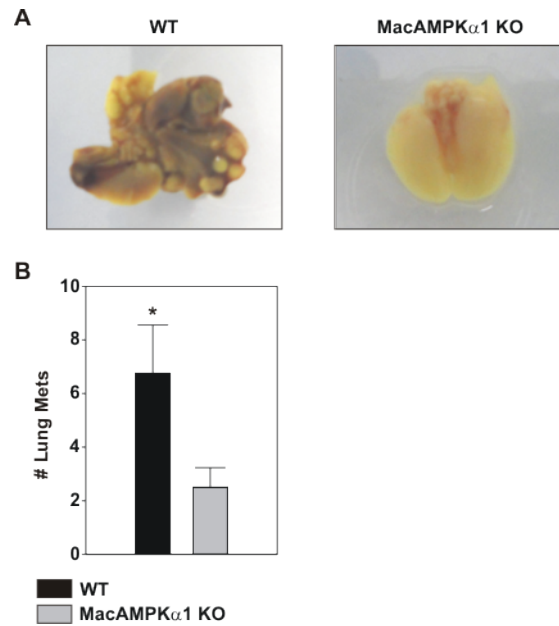 A
WT
MacAMPKα1 KO
B
10
8
6
4
2
0
# Lung Mets
*
WT
MacAMPKα1 KO